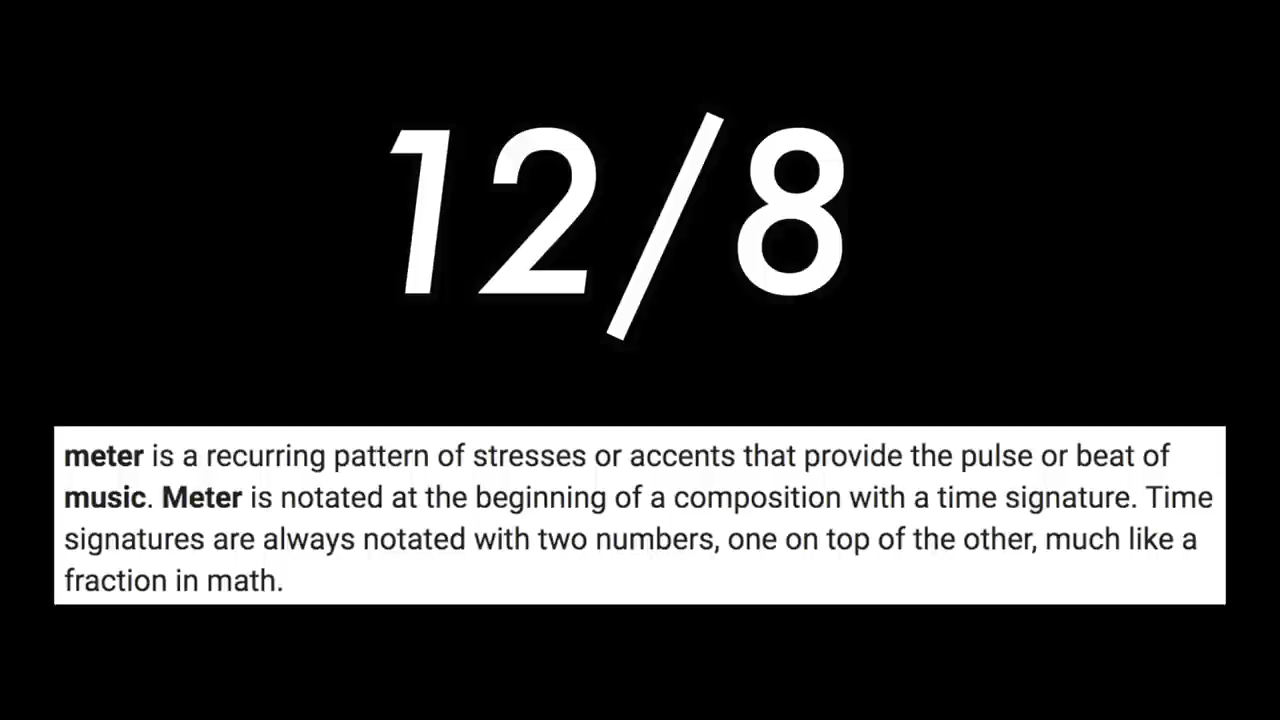 12/8
meter is a recurring pattern of stresses or accents that provide the pulse or beat of
music. Meter is notated at the beginning of a composition with a time signature. Time
signatures are always notated with two numbers, one on top of the other, much like a
fraction in math.